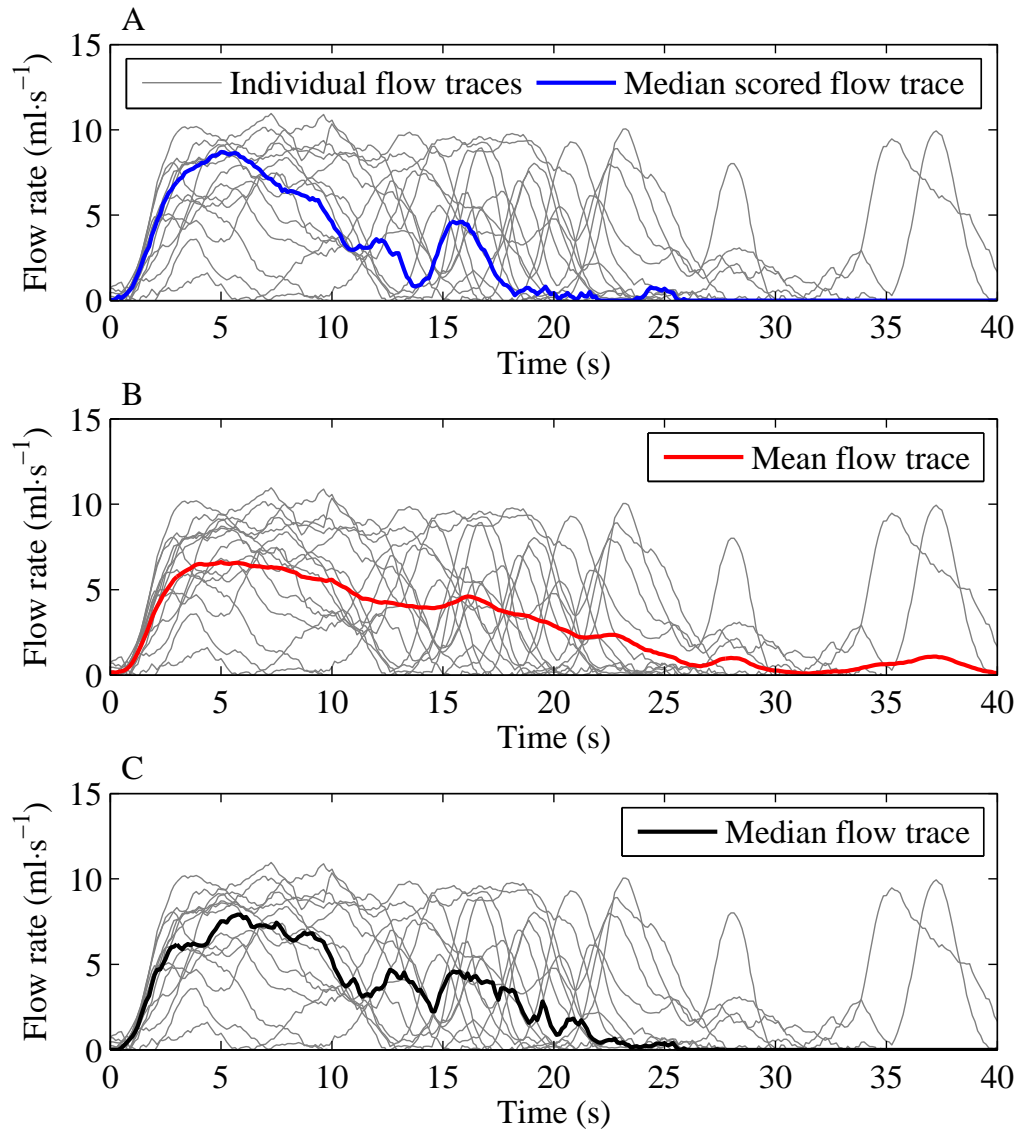 A
15
10
5
0
Flow rate (ml·s⁻¹)
Individual flow traces
Median scored flow trace
0 5 10 15 20 25 30 35 40
Time (s)
B
15
10
5
0
Flow rate (ml·s⁻¹)
Mean flow trace
0 5 10 15 20 25 30 35 40
Time (s)
C
15
10
5
0
Flow rate (ml·s⁻¹)
Median flow trace
0 5 10 15 20 25 30 35 40
Time (s)